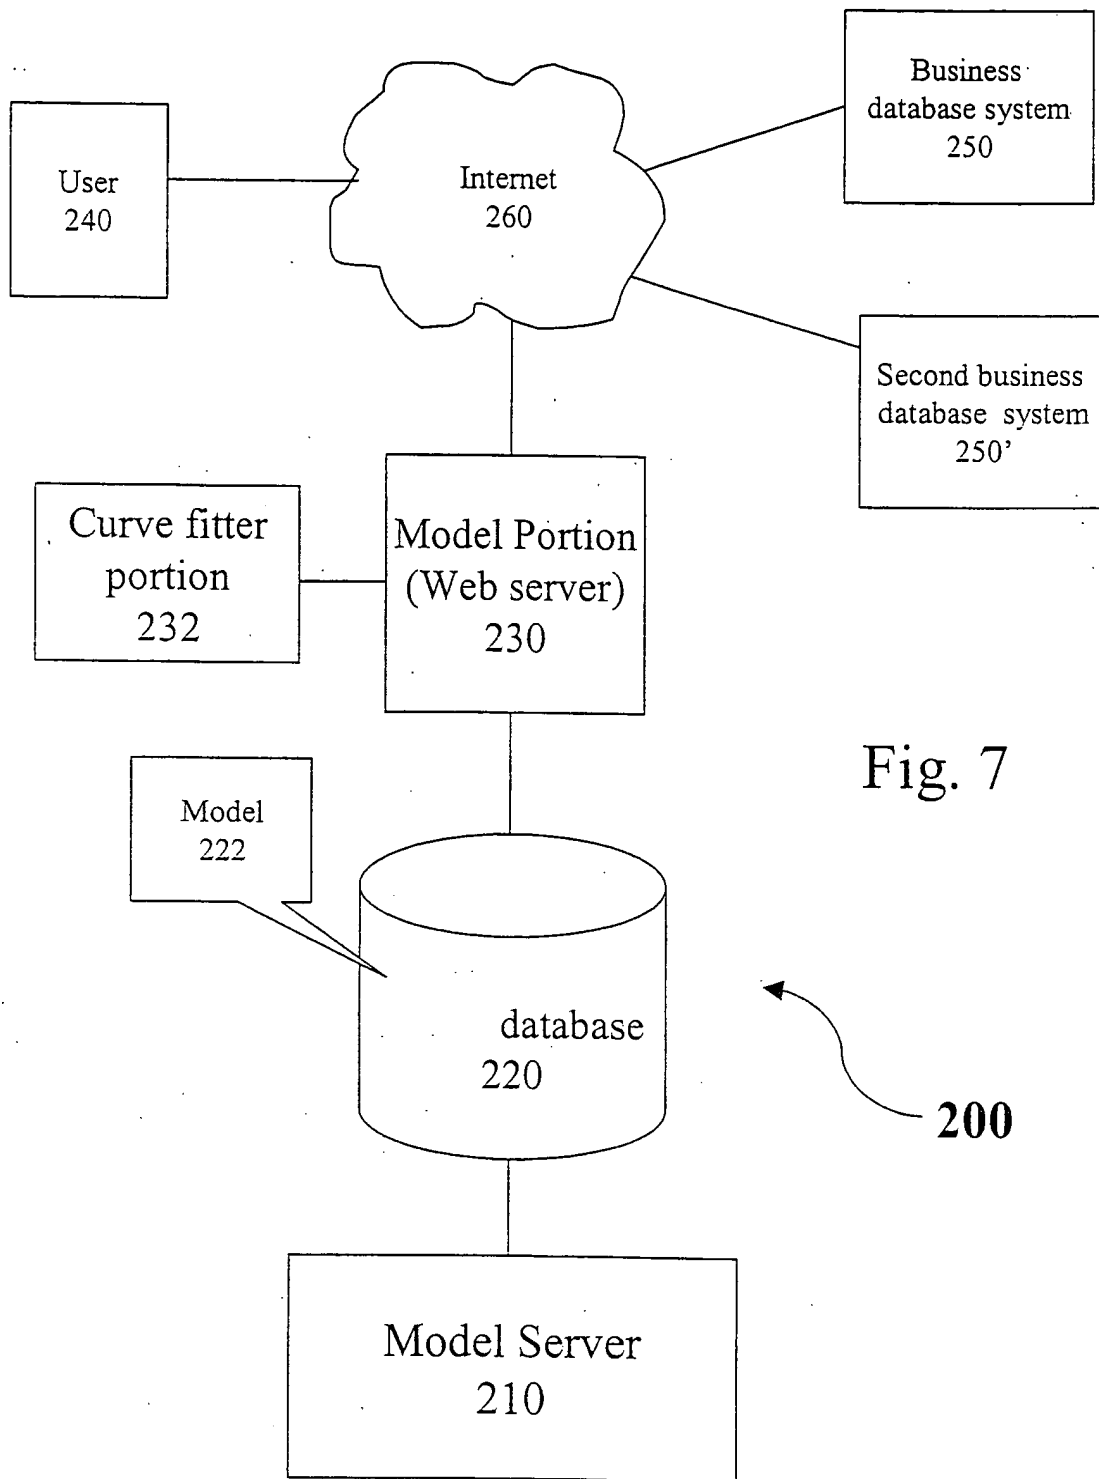 Business
database system
250
User
240
Internet
260
Second business
database system
250’
Curve fitter
portion
232
Model Portion
(Web server)
230
Fig. 7
Model
222
database
220
200
Model Server
210